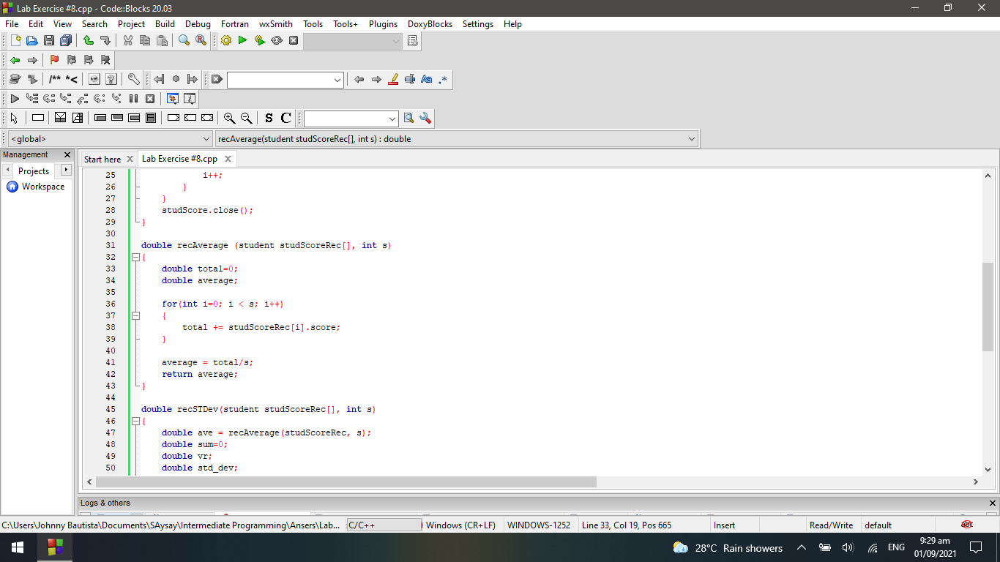 Lab Exercise #8.cpp - Code::Blocks 20.03
File Edit View Search Project Build Debug Fortran wxSmith Tools Tools+ Plugins DoxyBlocks Settings Help
/** *<
Aa .*
S C
<global> recAverage(student studScoreRec[], int s) : double
Management
Start here Lab Exercise #8.cpp
Projects
Workspace
25 i++;
26 }
27 }
28 studScore.close();
29 }
30
31 double recAverage (student studScoreRec[], int s)
32 {
33 double total=0;
34 double average;
35
36 for(int i=0; i < s; i++)
37 {
38 total += studScoreRec[i].score;
39 }
40
41 average = total/s;
42 return average;
43 }
44
45 double recSTDev(student studScoreRec[], int s)
46 {
47 double ave = recAverage(studScoreRec, s);
48 double sum=0;
49 double vr;
50 double std_dev;
Logs & others
C:\Users\Johnny Bautista\Documents\SAysay\Intermediate Programming\Ansers\Lab... C/C++ Windows (CR+LF) WINDOWS-1252 Line 33, Col 19, Pos 665 Insert Read/Write default abc
28°C Rain showers ENG 9:29 am
01/09/2021